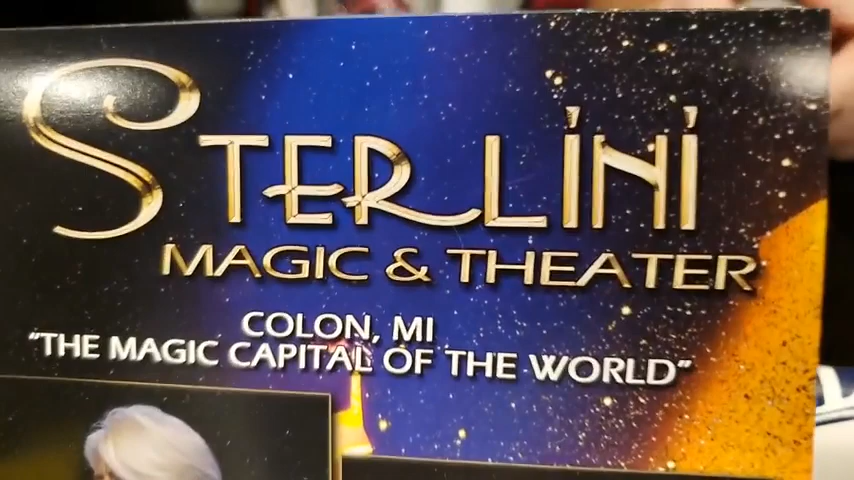 STERLINI
MAGIC & THEATER
COLON, MI
"THE MAGIC CAPITAL OF THE WORLD"